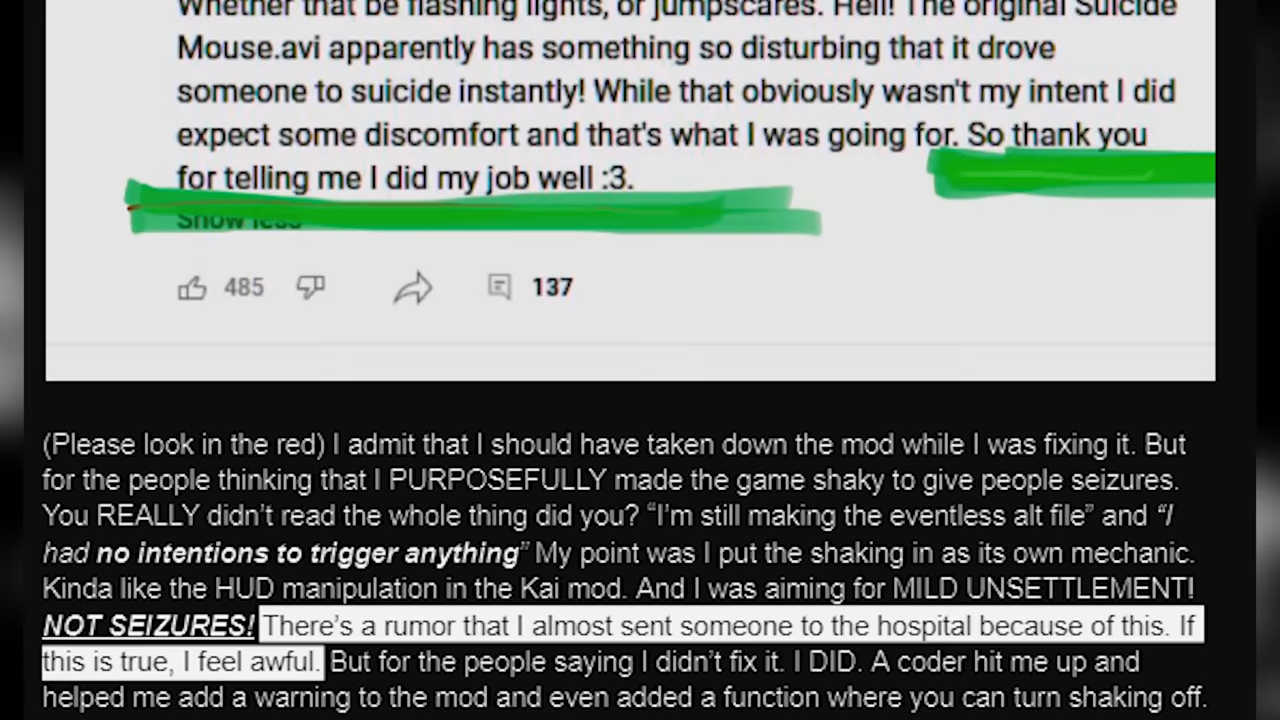 Whether that be flashing lights, or jumpscares. Hell! The original Suicide
Mouse.avi apparently has something so disturbing that it drove
someone to suicide instantly! While that obviously wasn't my intent I did
expect some discomfort and that's what I was going for. So thank you
for telling me I did my job well :3.
Show less
485
137
(Please look in the red) I admit that I should have taken down the mod while I was fixing it. But
for the people thinking that I PURPOSEFULLY made the game shaky to give people seizures.
You REALLY didn’t read the whole thing did you? “I’m still making the eventless alt file” and “I
had no intentions to trigger anything” My point was I put the shaking in as its own mechanic.
Kinda like the HUD manipulation in the Kai mod. And I was aiming for MILD UNSETTLEMENT!
NOT SEIZURES! There’s a rumor that I almost sent someone to the hospital because of this. If
this is true, I feel awful. But for the people saying I didn’t fix it. I DID. A coder hit me up and
helped me add a warning to the mod and even added a function where you can turn shaking off.